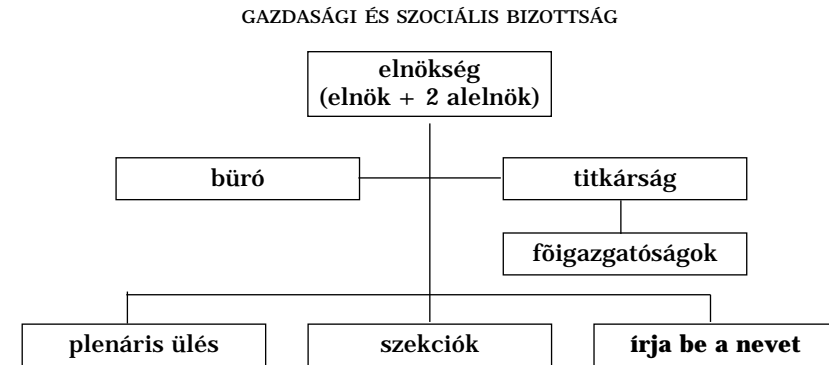 GAZDASÁGI ÉS SZOCIÁLIS BIZOTTSÁG
elnökség
(elnök + 2 alelnök)
büró
titkárság
fõigazgatóságok
plenáris ülés
szekciók
írja be a nevet